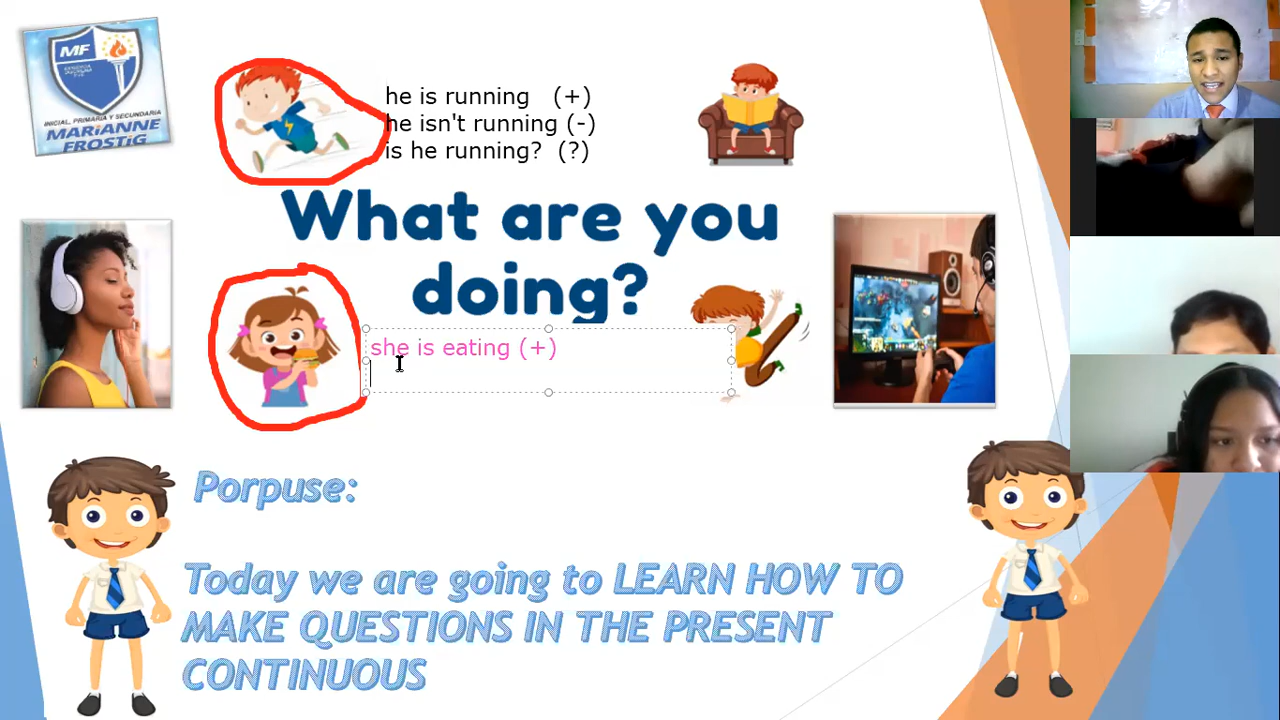 MF
INICIAL, PRIMARIA Y SECUNDARIA
MARIANNE
FROSTIG
he is running (+)
he isn't running (-)
is he running? (?)
What are you
doing?
she is eating (+)
Porpuse:
Today we are going to LEARN HOW TO
MAKE QUESTIONS IN THE PRESENT
CONTINUOUS